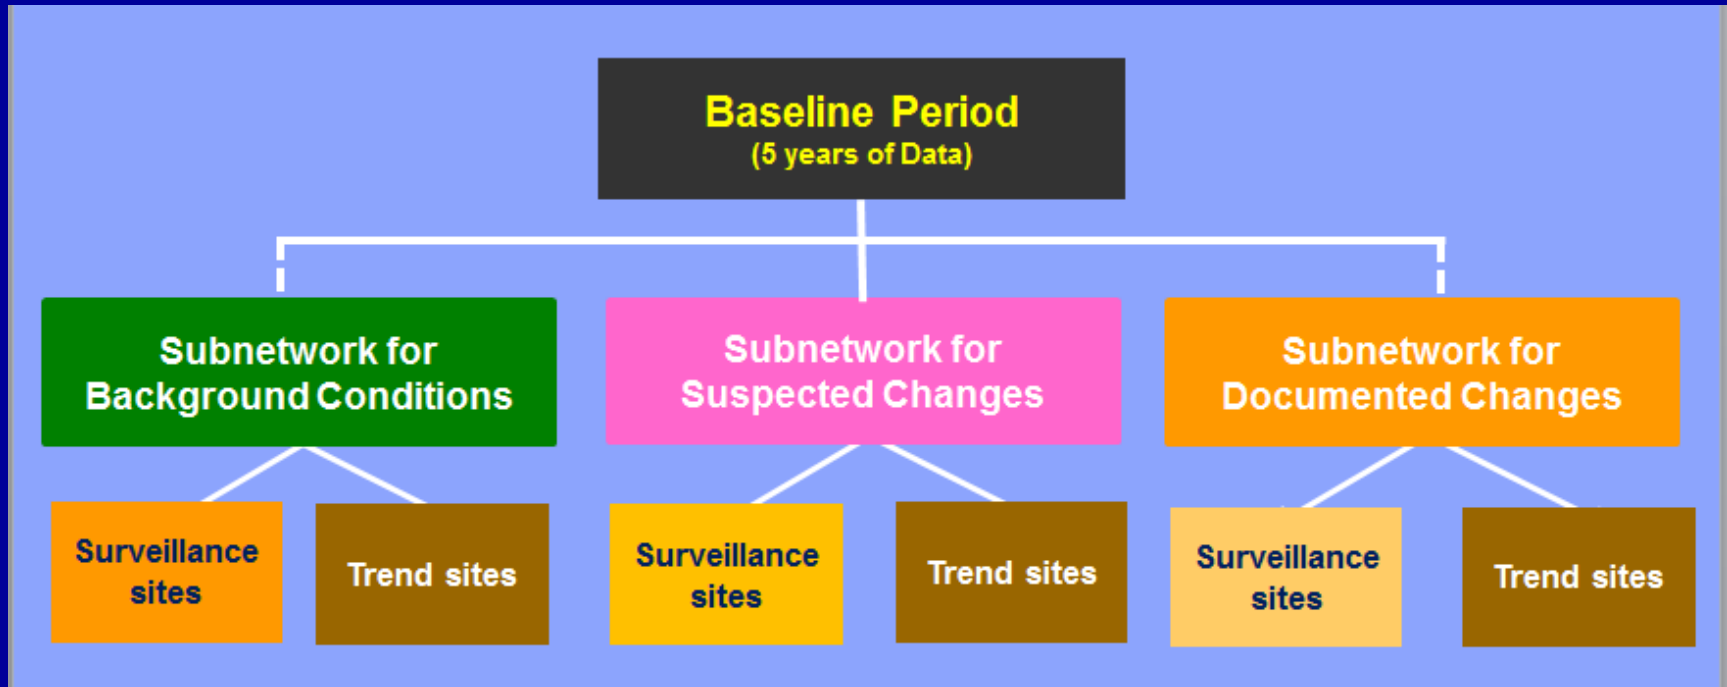 Baseline Period
(5 years of Data)
Subnetwork for
Background Conditions
Subnetwork for
Suspected Changes
Subnetwork for
Documented Changes
Surveillance
sites
Trend sites
Surveillance
sites
Trend sites
Surveillance
sites
Trend sites